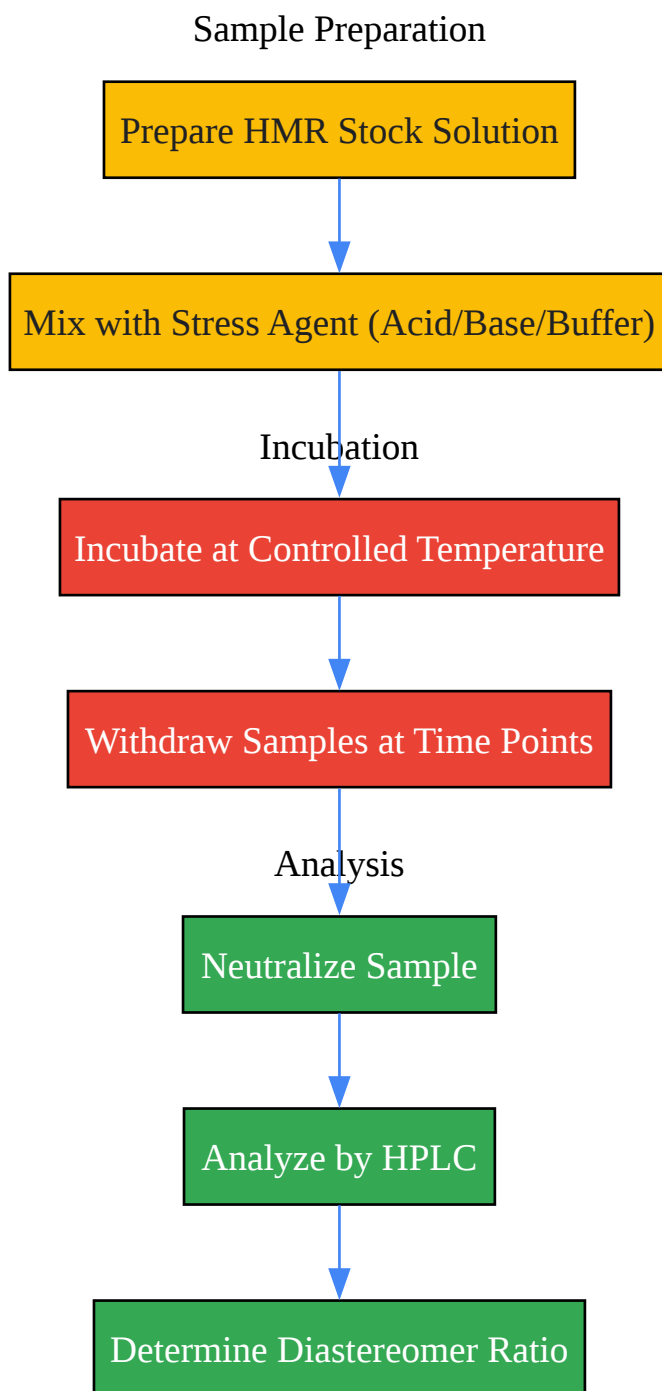 Sample Preparation
Prepare HMR Stock Solution
Mix with Stress Agent (Acid/Base/Buffer)
Incubation
Incubate at Controlled Temperature
Withdraw Samples at Time Points
Analysis
Neutralize Sample
Analyze by HPLC
Determine Diastereomer Ratio